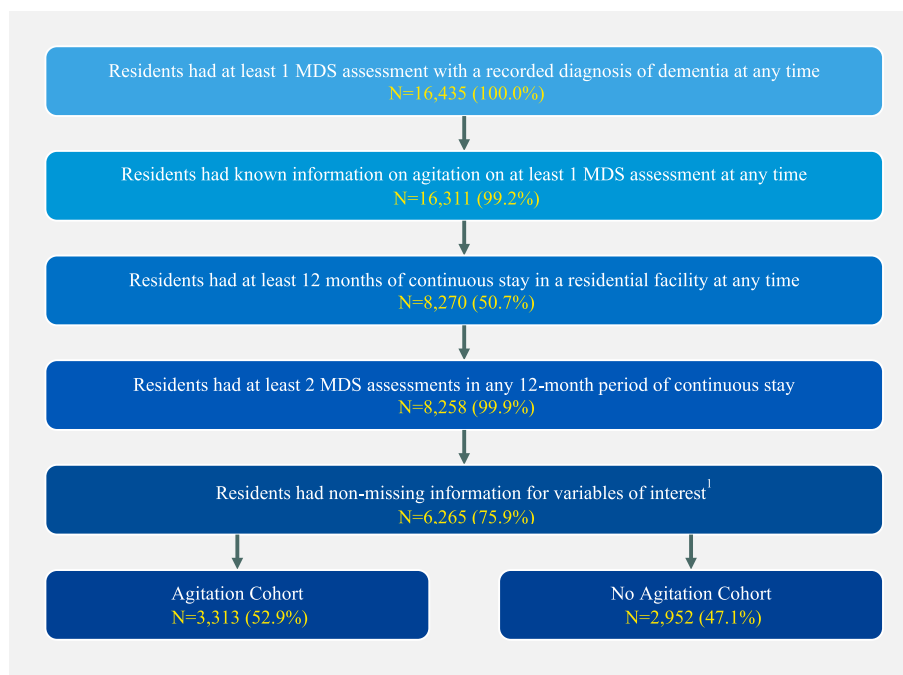 Residents had at least 1 MDS assessment with a recorded diagnosis of dementia at any time
N=16,435 (100.0%)
Residents had known information on agitation on at least 1 MDS assessment at any time
N=16,311 (99.2%)
Residents had at least 12 months of continuous stay in a residential facility at any time
N=8,270 (50.7%)
Residents had at least 2 MDS assessments in any 12-month period of continuous stay
N=8,258 (99.9%)
Residents had non-missing information for variables of interest¹
N=6,265 (75.9%)
Agitation Cohort
N=3,313 (52.9%)
No Agitation Cohort
N=2,952 (47.1%)